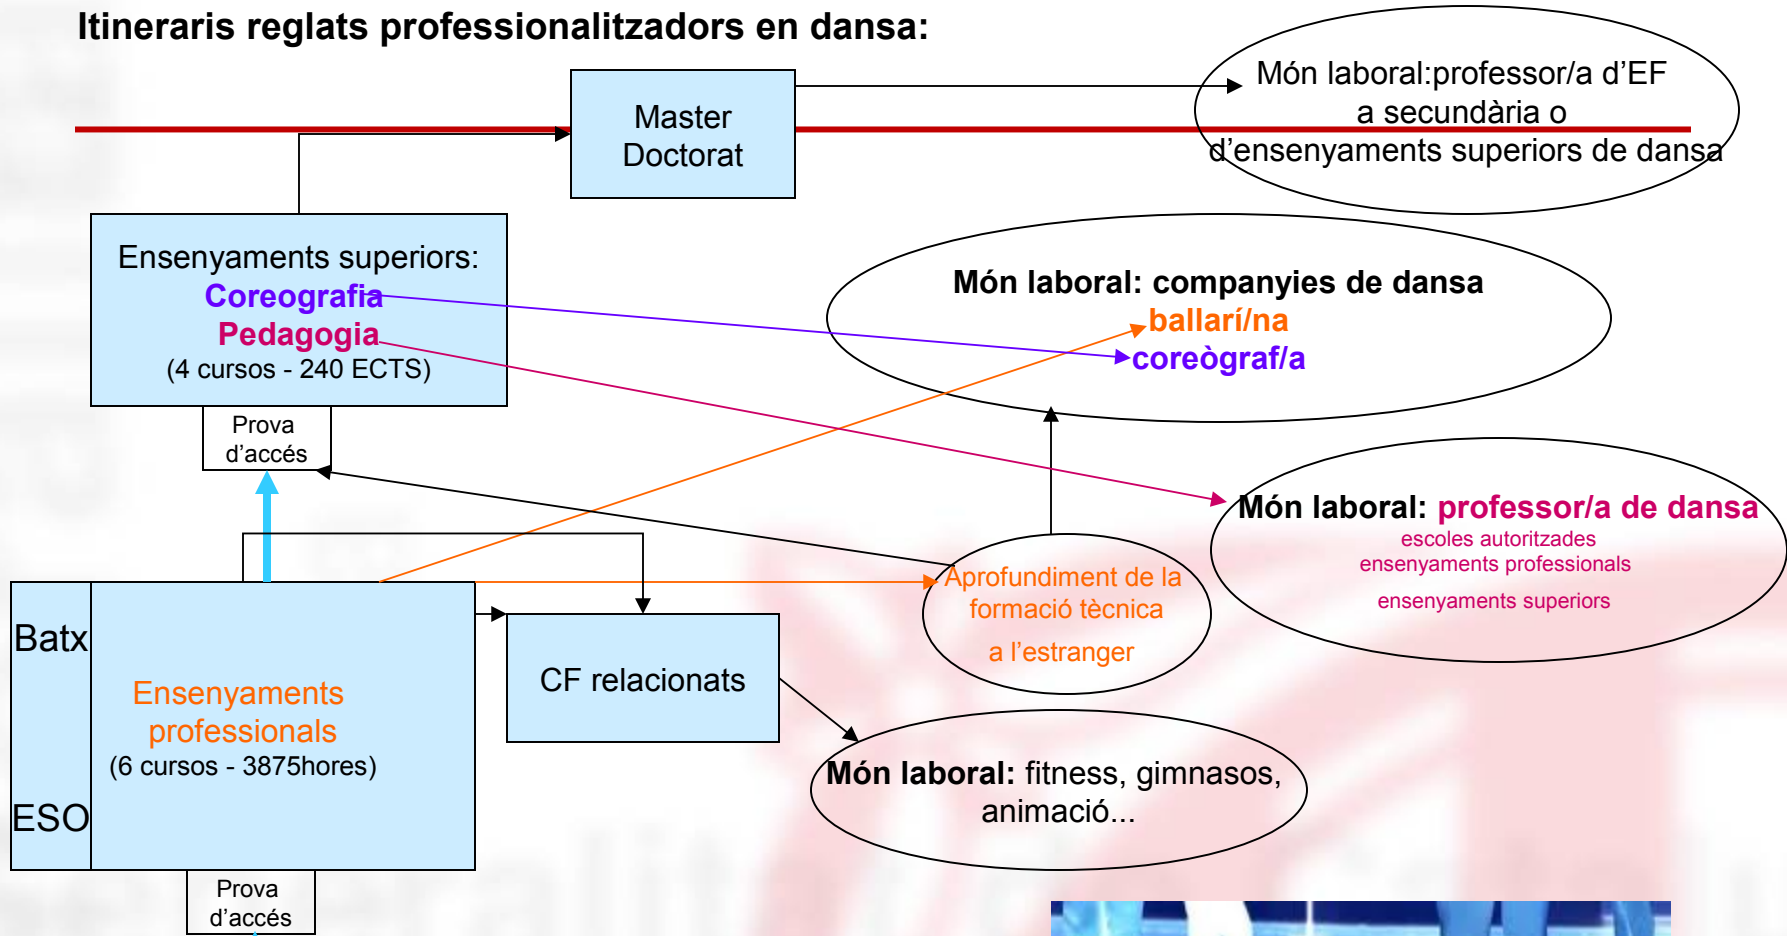 Itineraris reglats professionalitzadors en dansa:
Master
Doctorat
Món laboral:professor/a d’EF
a secundària o
d’ensenyaments superiors de dansa
Ensenyaments superiors:
Coreografia
Pedagogia
(4 cursos - 240 ECTS)
Prova
d’accés
Món laboral: companyies de dansa
ballarí/na
coreògraf/a
Món laboral: professor/a de dansa
escoles autoritzades
ensenyaments professionals
ensenyaments superiors
Aprofundiment de la
formació tècnica
a l’estranger
Batx
ESO
Ensenyaments
professionals
(6 cursos - 3875hores)
CF relacionats
Món laboral: fitness, gimnasos,
animació...
Prova
d’accés